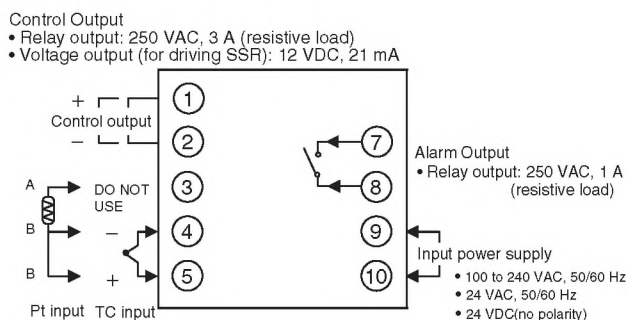 Control Output
• Relay output: 250 VAC, 3 A (resistive load)
• Voltage output (for driving SSR): 12 VDC, 21 mA
+
Control output
−
1
2
3
4
5
7
8
9
10
A
DO NOT
USE
B
−
B
+
Pt input TC input
Alarm Output
• Relay output: 250 VAC, 1 A
(resistive load)
Input power supply
• 100 to 240 VAC, 50/60 Hz
• 24 VAC, 50/60 Hz
• 24 VDC(no polarity)